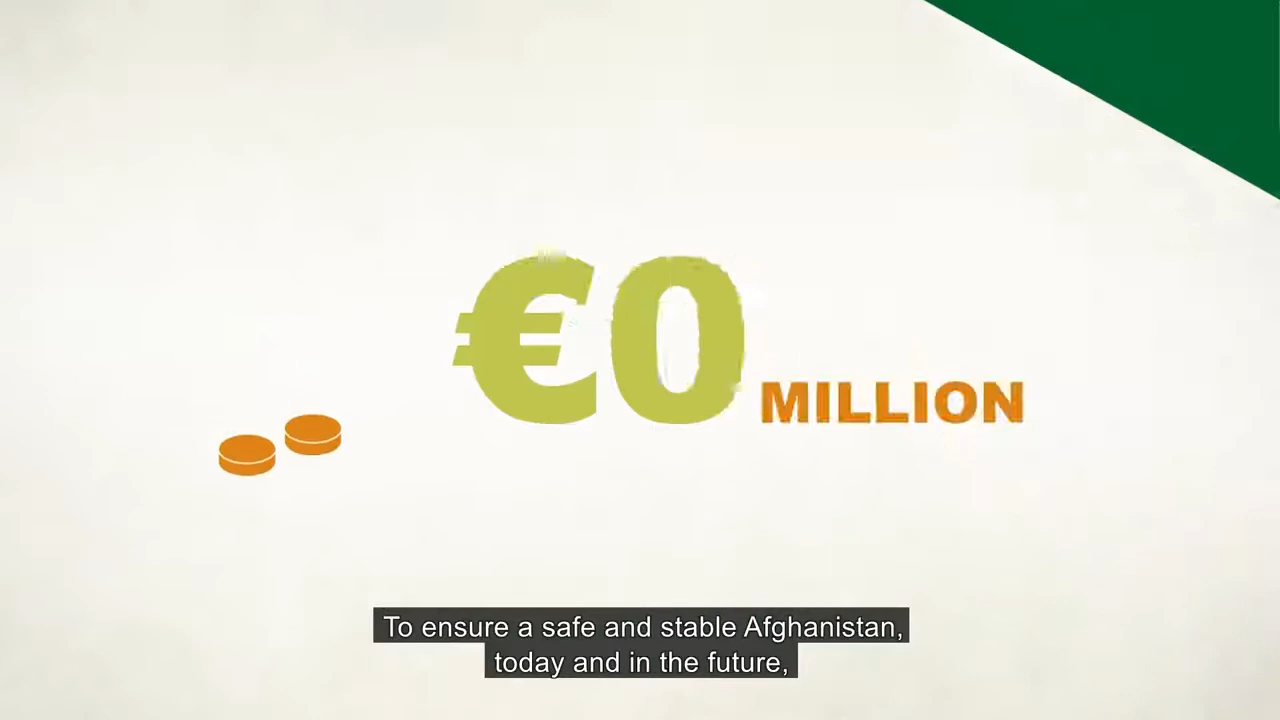 €0 MILLION
To ensure a safe and stable Afghanistan,
today and in the future,